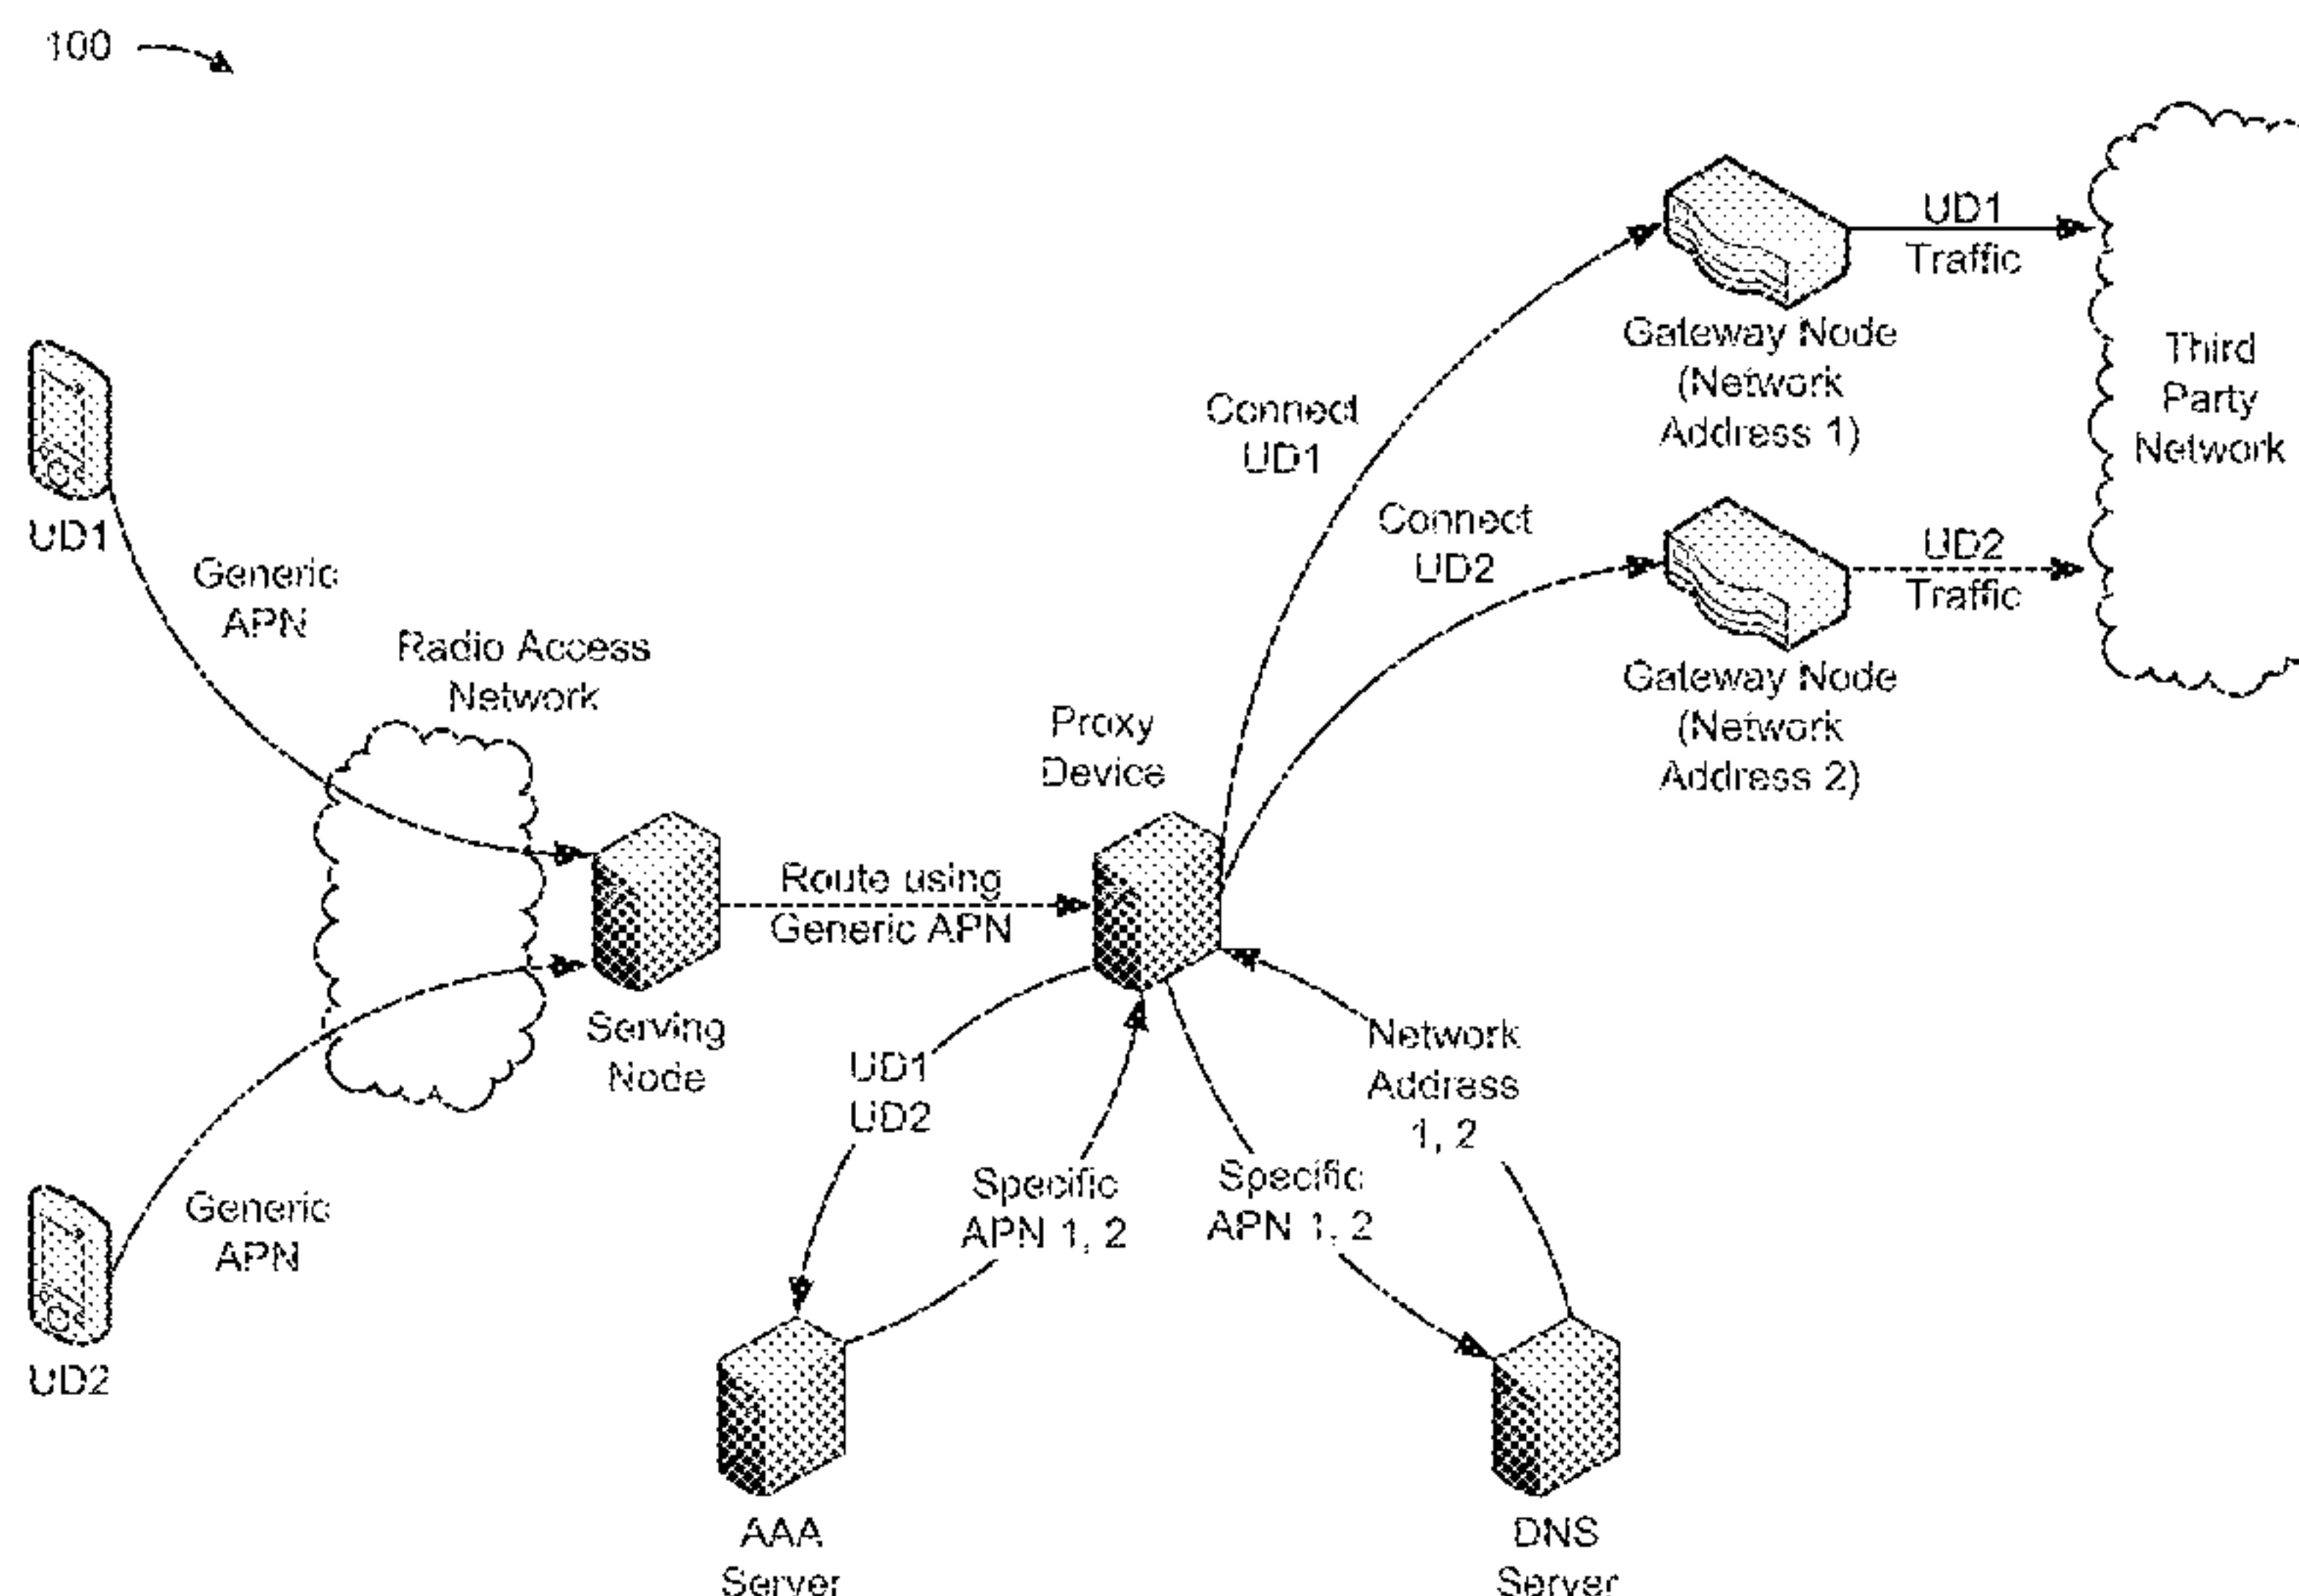 100
UD1
Traffic
Gateway Node
(Network
Address 1)
Third
Party
Network
Connect
UD1
Connect
UD2
UD2
Traffic
Gateway Node
(Network
Address 2)
UD1
Generic
APN
Radio Access
Network
Proxy
Device
Route using
Generic APN
Serving
Node
UD1
UD2
Specific
APN 1, 2
Specific
APN 1, 2
Network
Address
1, 2
Generic
APN
UD2
AAA
Server
DNS
Server